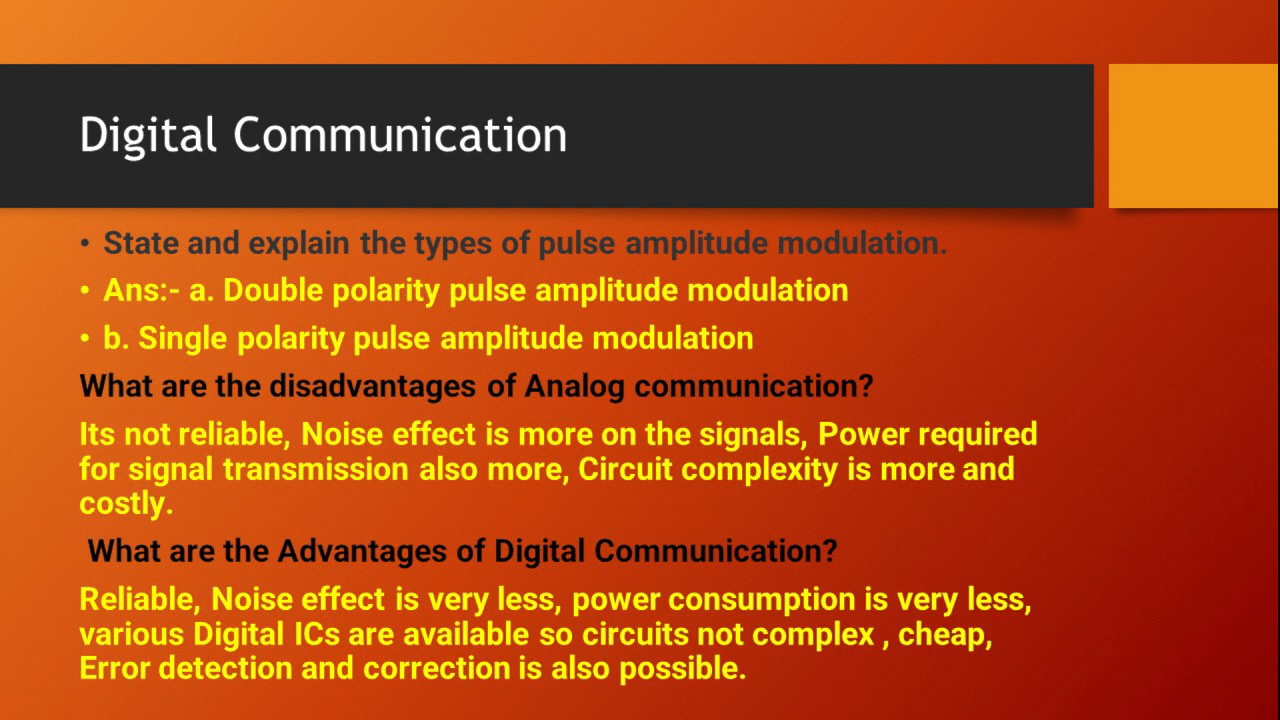 Digital Communication
• State and explain the types of pulse amplitude modulation.
• Ans:- a. Double polarity pulse amplitude modulation
• b. Single polarity pulse amplitude modulation
What are the disadvantages of Analog communication?
Its not reliable, Noise effect is more on the signals, Power required
for signal transmission also more, Circuit complexity is more and
costly.
What are the Advantages of Digital Communication?
Reliable, Noise effect is very less, power consumption is very less,
various Digital ICs are available so circuits not complex , cheap,
Error detection and correction is also possible.